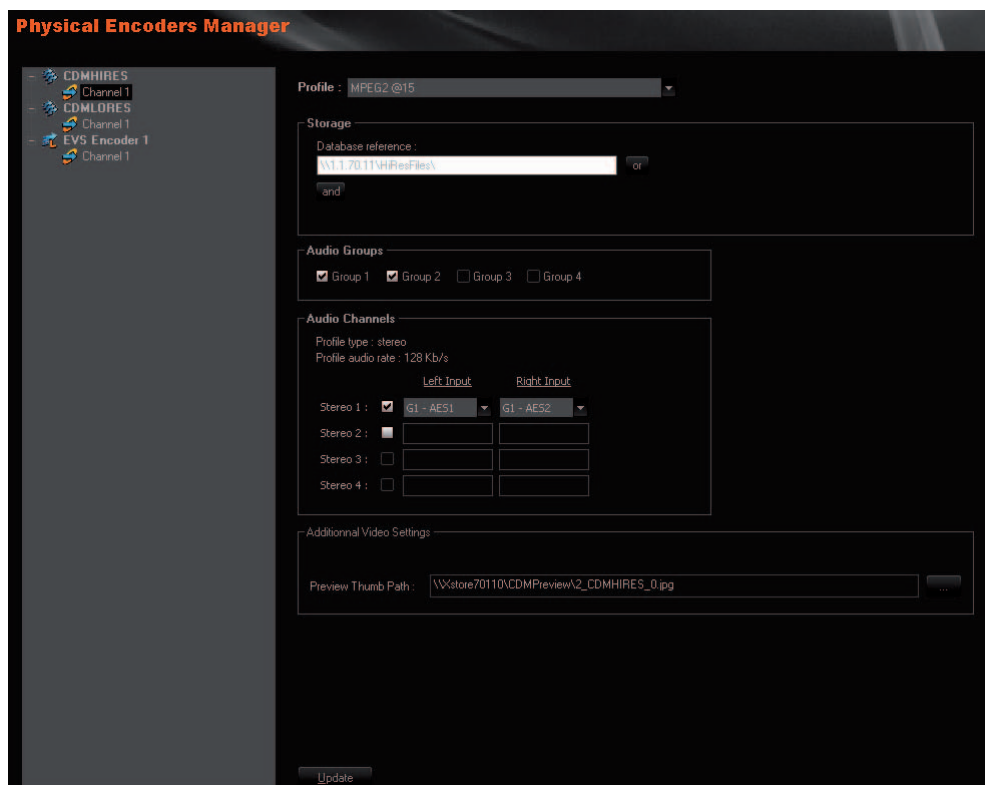 Physical Encoders Manager
CDMHIRES
Channel 1
CDMLORES
Channel 1
EVS Encoder 1
Channel 1
Profile : MPEG2 @15
Storage
Database reference :
\\1.1.70.11\HiResFiles\ or
and
Audio Groups
Group 1 Group 2 Group 3 Group 4
Audio Channels
Profile type : stereo
Profile audio rate : 128 Kb/s
Left Input Right Input
Stereo 1 : G1 - AES1 G1 - AES2
Stereo 2 :
Stereo 3 :
Stereo 4 :
Additionnal Video Settings
Preview Thumb Path : \\Xstore70110\CDMPreview\2_CDMHIRES_0.jpg ...
Update